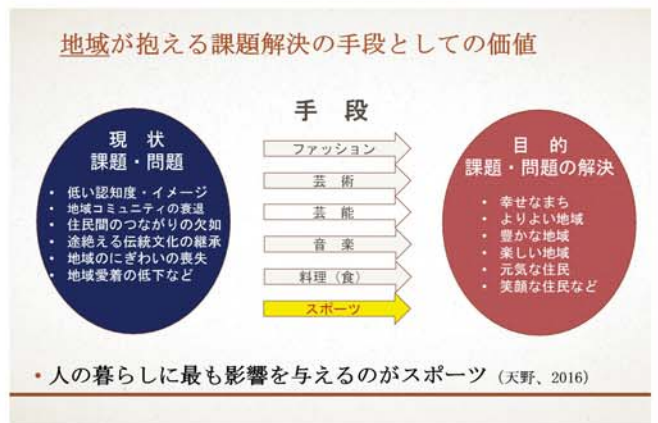 地域が抱える課題解決の手段としての価値
現 状
課題・問題
• 低い認知度・イメージ
• 地域コミュニティの衰退
• 住民間のつながりの欠如
• 途絶える伝統文化の継承
• 地域のにぎわいの喪失
• 地域愛着の低下など
手 段
ファッション
芸 術
芸 能
音 楽
料理(食)
スポーツ
目 的
課題・問題の解決
• 幸せなまち
• よりよい地域
• 豊かな地域
• 楽しい地域
• 元気な住民
• 笑顔な住民など
• 人の暮らしに最も影響を与えるのがスポーツ (天野、2016)